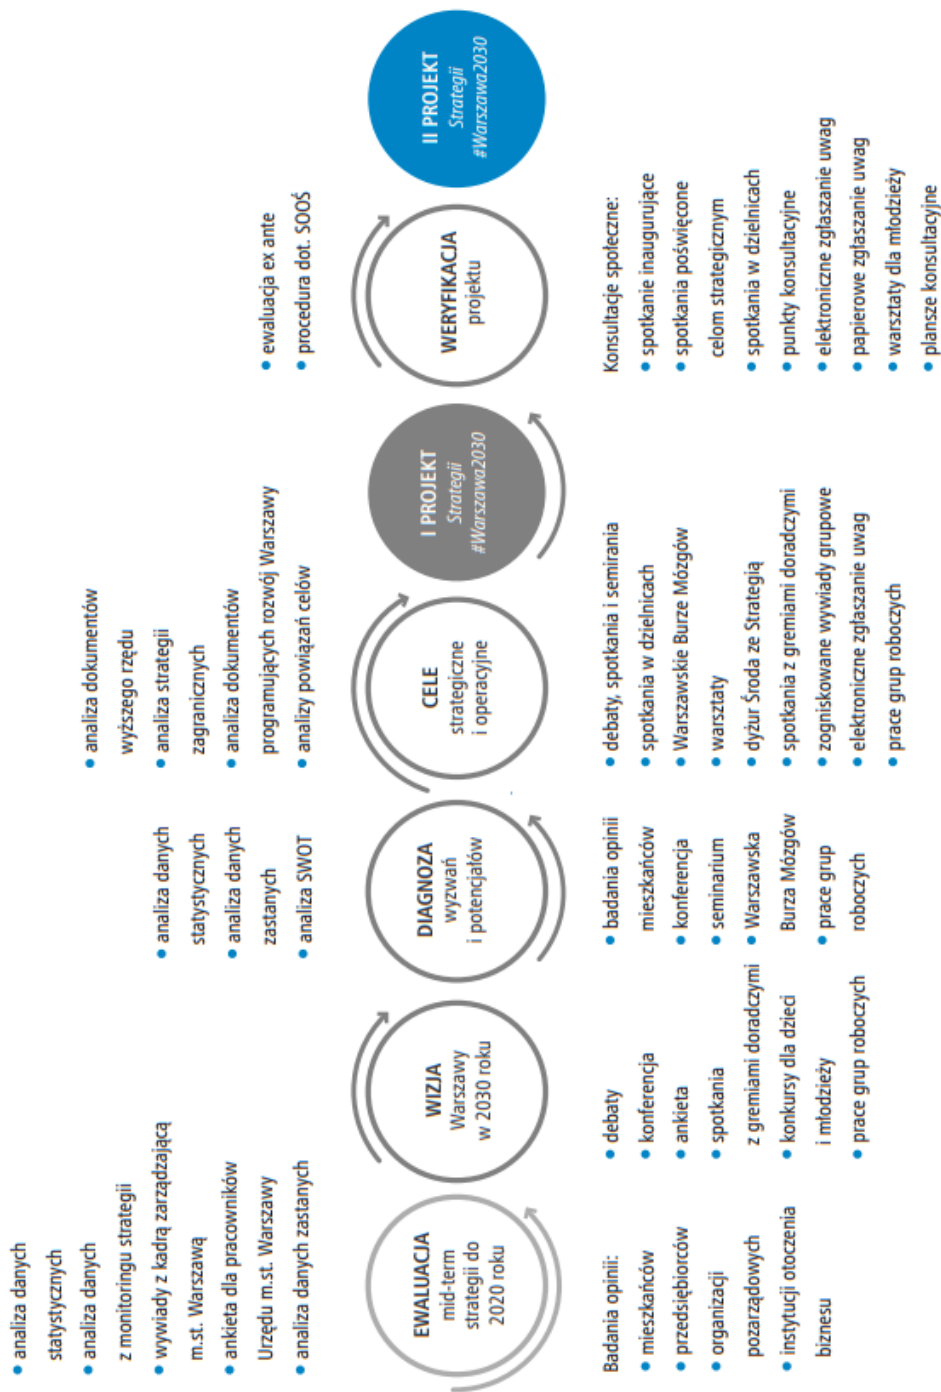 • analiza danych
statystycznych
• analiza danych
z monitoringu strategii
• wywiady z kadrą zarządzającą
m.st. Warszawą
• ankieta dla pracowników
Urzędu m.st. Warszawy
• analiza danych zastanych
• analiza danych
statystycznych
• analiza danych
zastanych
• analiza SWOT
• analiza dokumentów
wyższego rzędu
• analiza strategii
zagranicznych
• analiza dokumentów
programujących rozwój Warszawy
• analizy powiązań celów
• ewaluacja ex ante
• procedura dot. SOOŚ
EWALUACJA
mid-term
strategii do
2020 roku
WIZJA
Warszawy
w 2030 roku
DIAGNOZA
wyzwań
i potencjałów
CELE
strategiczne
i operacyjne
I PROJEKT
Strategii
#Warszawa2030
WERYFIKACJA
projektu
II PROJEKT
Strategii
#Warszawa2030
Badania opinii:
• mieszkańców
• przedsiębiorców
• organizacji
pozarządowych
• instytucji otoczenia
biznesu
• debaty
• konferencja
• ankieta
• spotkania
z gremiami doradczymi
• konkursy dla dzieci
i młodzieży
• prace grup roboczych
• badania opinii
mieszkańców
• konferencja
• seminarium
• Warszawska
Burza Mózgów
• prace grup
roboczych
• debaty, spotkania i semirania
• spotkania w dzielnicach
• Warszawskie Burze Mózgów
• warsztaty
• dyżur Środa ze Strategią
• spotkania z gremiami doradczymi
• zogniskowane wywiady grupowe
• elektroniczne zgłaszanie uwag
• prace grup roboczych
Konsultacje społeczne:
• spotkanie inaugurujące
• spotkania poświęcone
celom strategicznym
• spotkania w dzielnicach
• punkty konsultacyjne
• elektroniczne zgłaszanie uwag
• papierowe zgłaszanie uwag
• warsztaty dla młodzieży
• plansze konsultacyjne